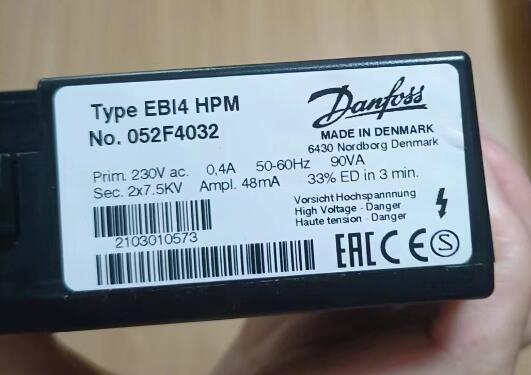 Type EBI4 HPM
No. 052F4032
Danfoss
MADE IN DENMARK
6430 Nordborg Denmark
Prim. 230V ac. 0,4A 50-60Hz 90VA
Sec. 2x7.5KV Ampl. 48mA 33% ED in 3 min.
Vorsicht Hochspannnung
High Voltage - Danger
Haute tension - Danger
2103010573
EAC CE S